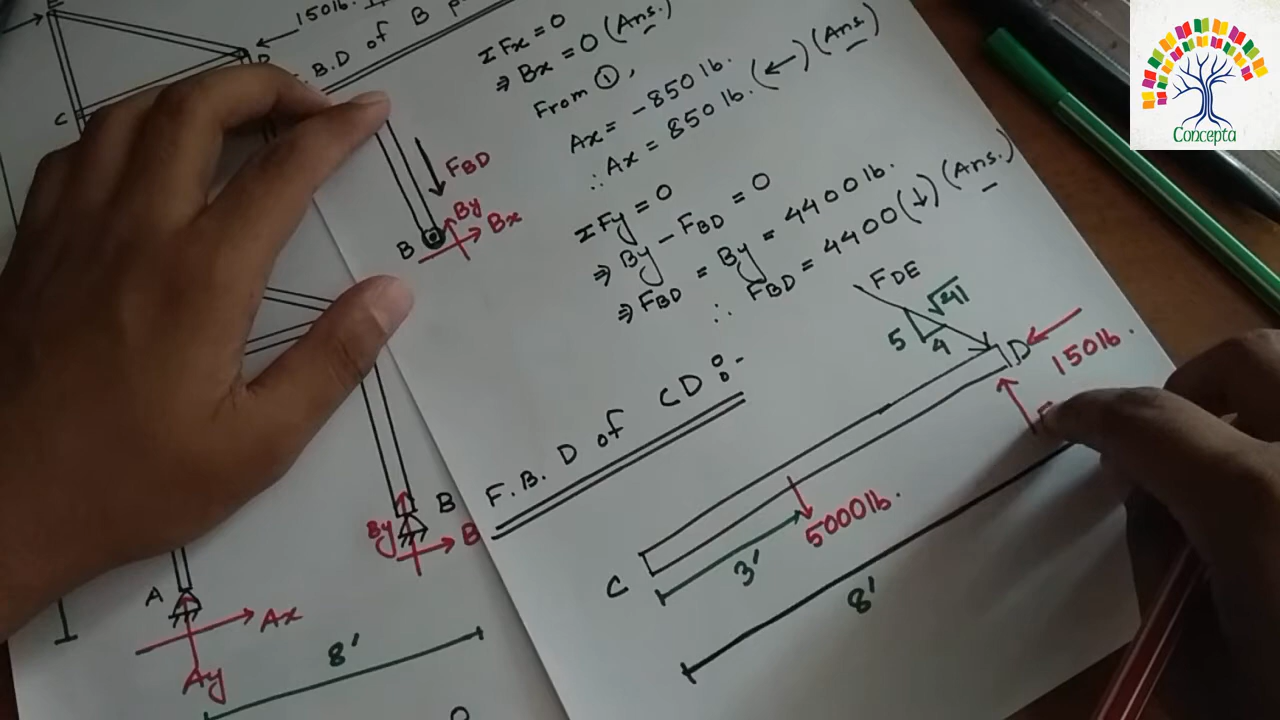 E
150lb.
D
C
F.B.D of B
ΣFx=0
⇒ Bx = 0 (Ans.)
From ①,
Ax = -850 lb.
∴ Ax = 850 lb. (←) (Ans.)
FBD
By
Bx
B
ΣFy = 0
⇒ By - FBD = 0
⇒ FBD = By = 4400 lb.
∴ FBD = 4400 (↓) (Ans.)
FDE
√41
5
4
D
150lb.
F.B.D of CD :-
5000lb.
3'
C
8'
By
B
B
A
Ax
Ay
8'
Concepta